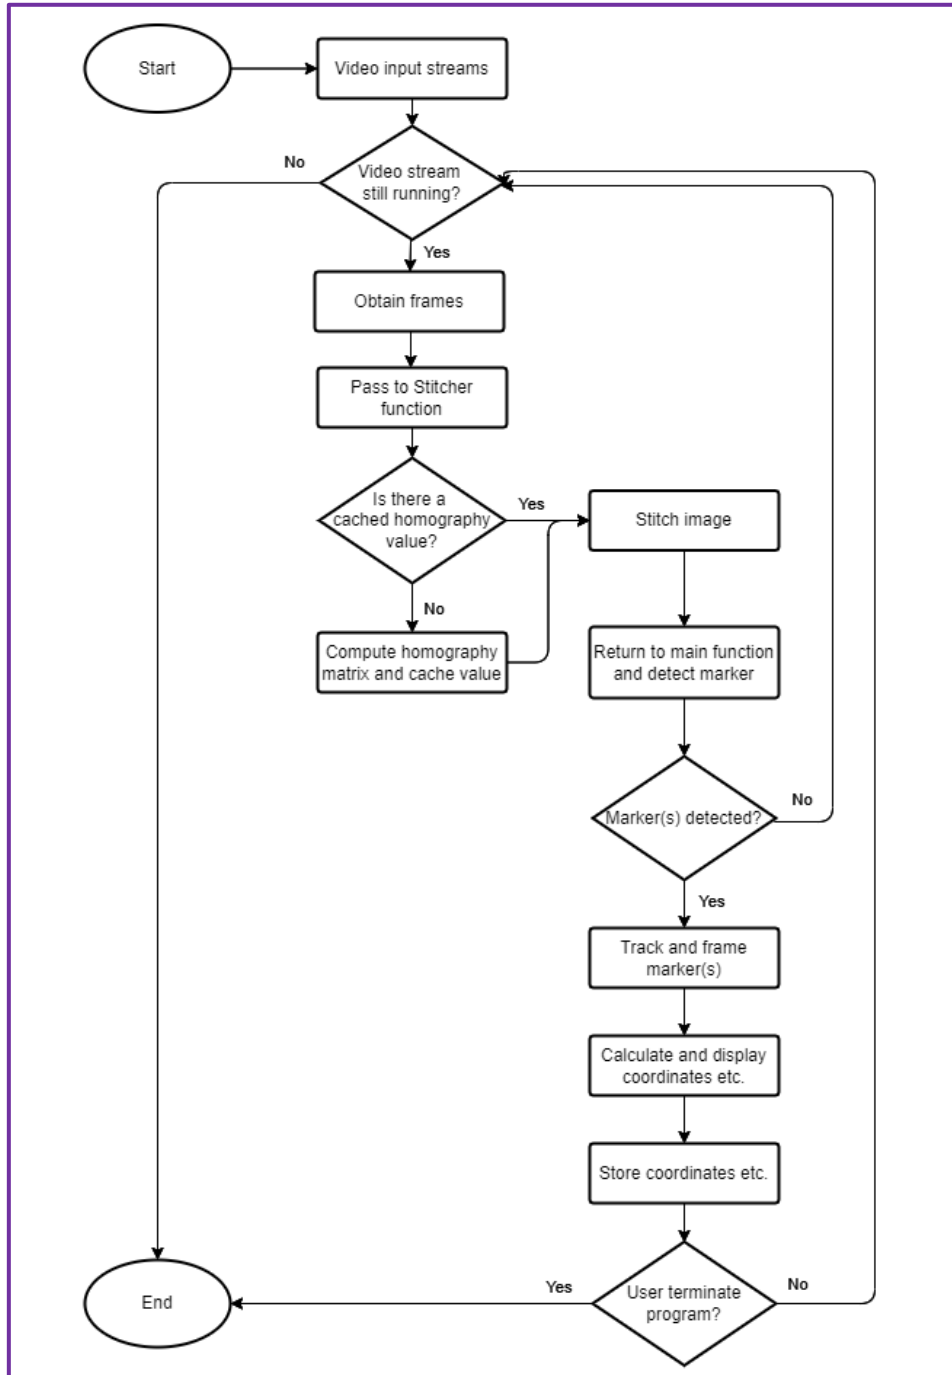 Start
Video input streams
No
Video stream
still running?
Yes
Obtain frames
Pass to Stitcher
function
Is there a
cached homography
value?
Yes
Stitch image
No
Compute homography
matrix and cache value
Return to main function
and detect marker
Marker(s) detected?
No
Yes
Track and frame
marker(s)
Calculate and display
coordinates etc.
Store coordinates etc.
User terminate
program?
Yes
No
End